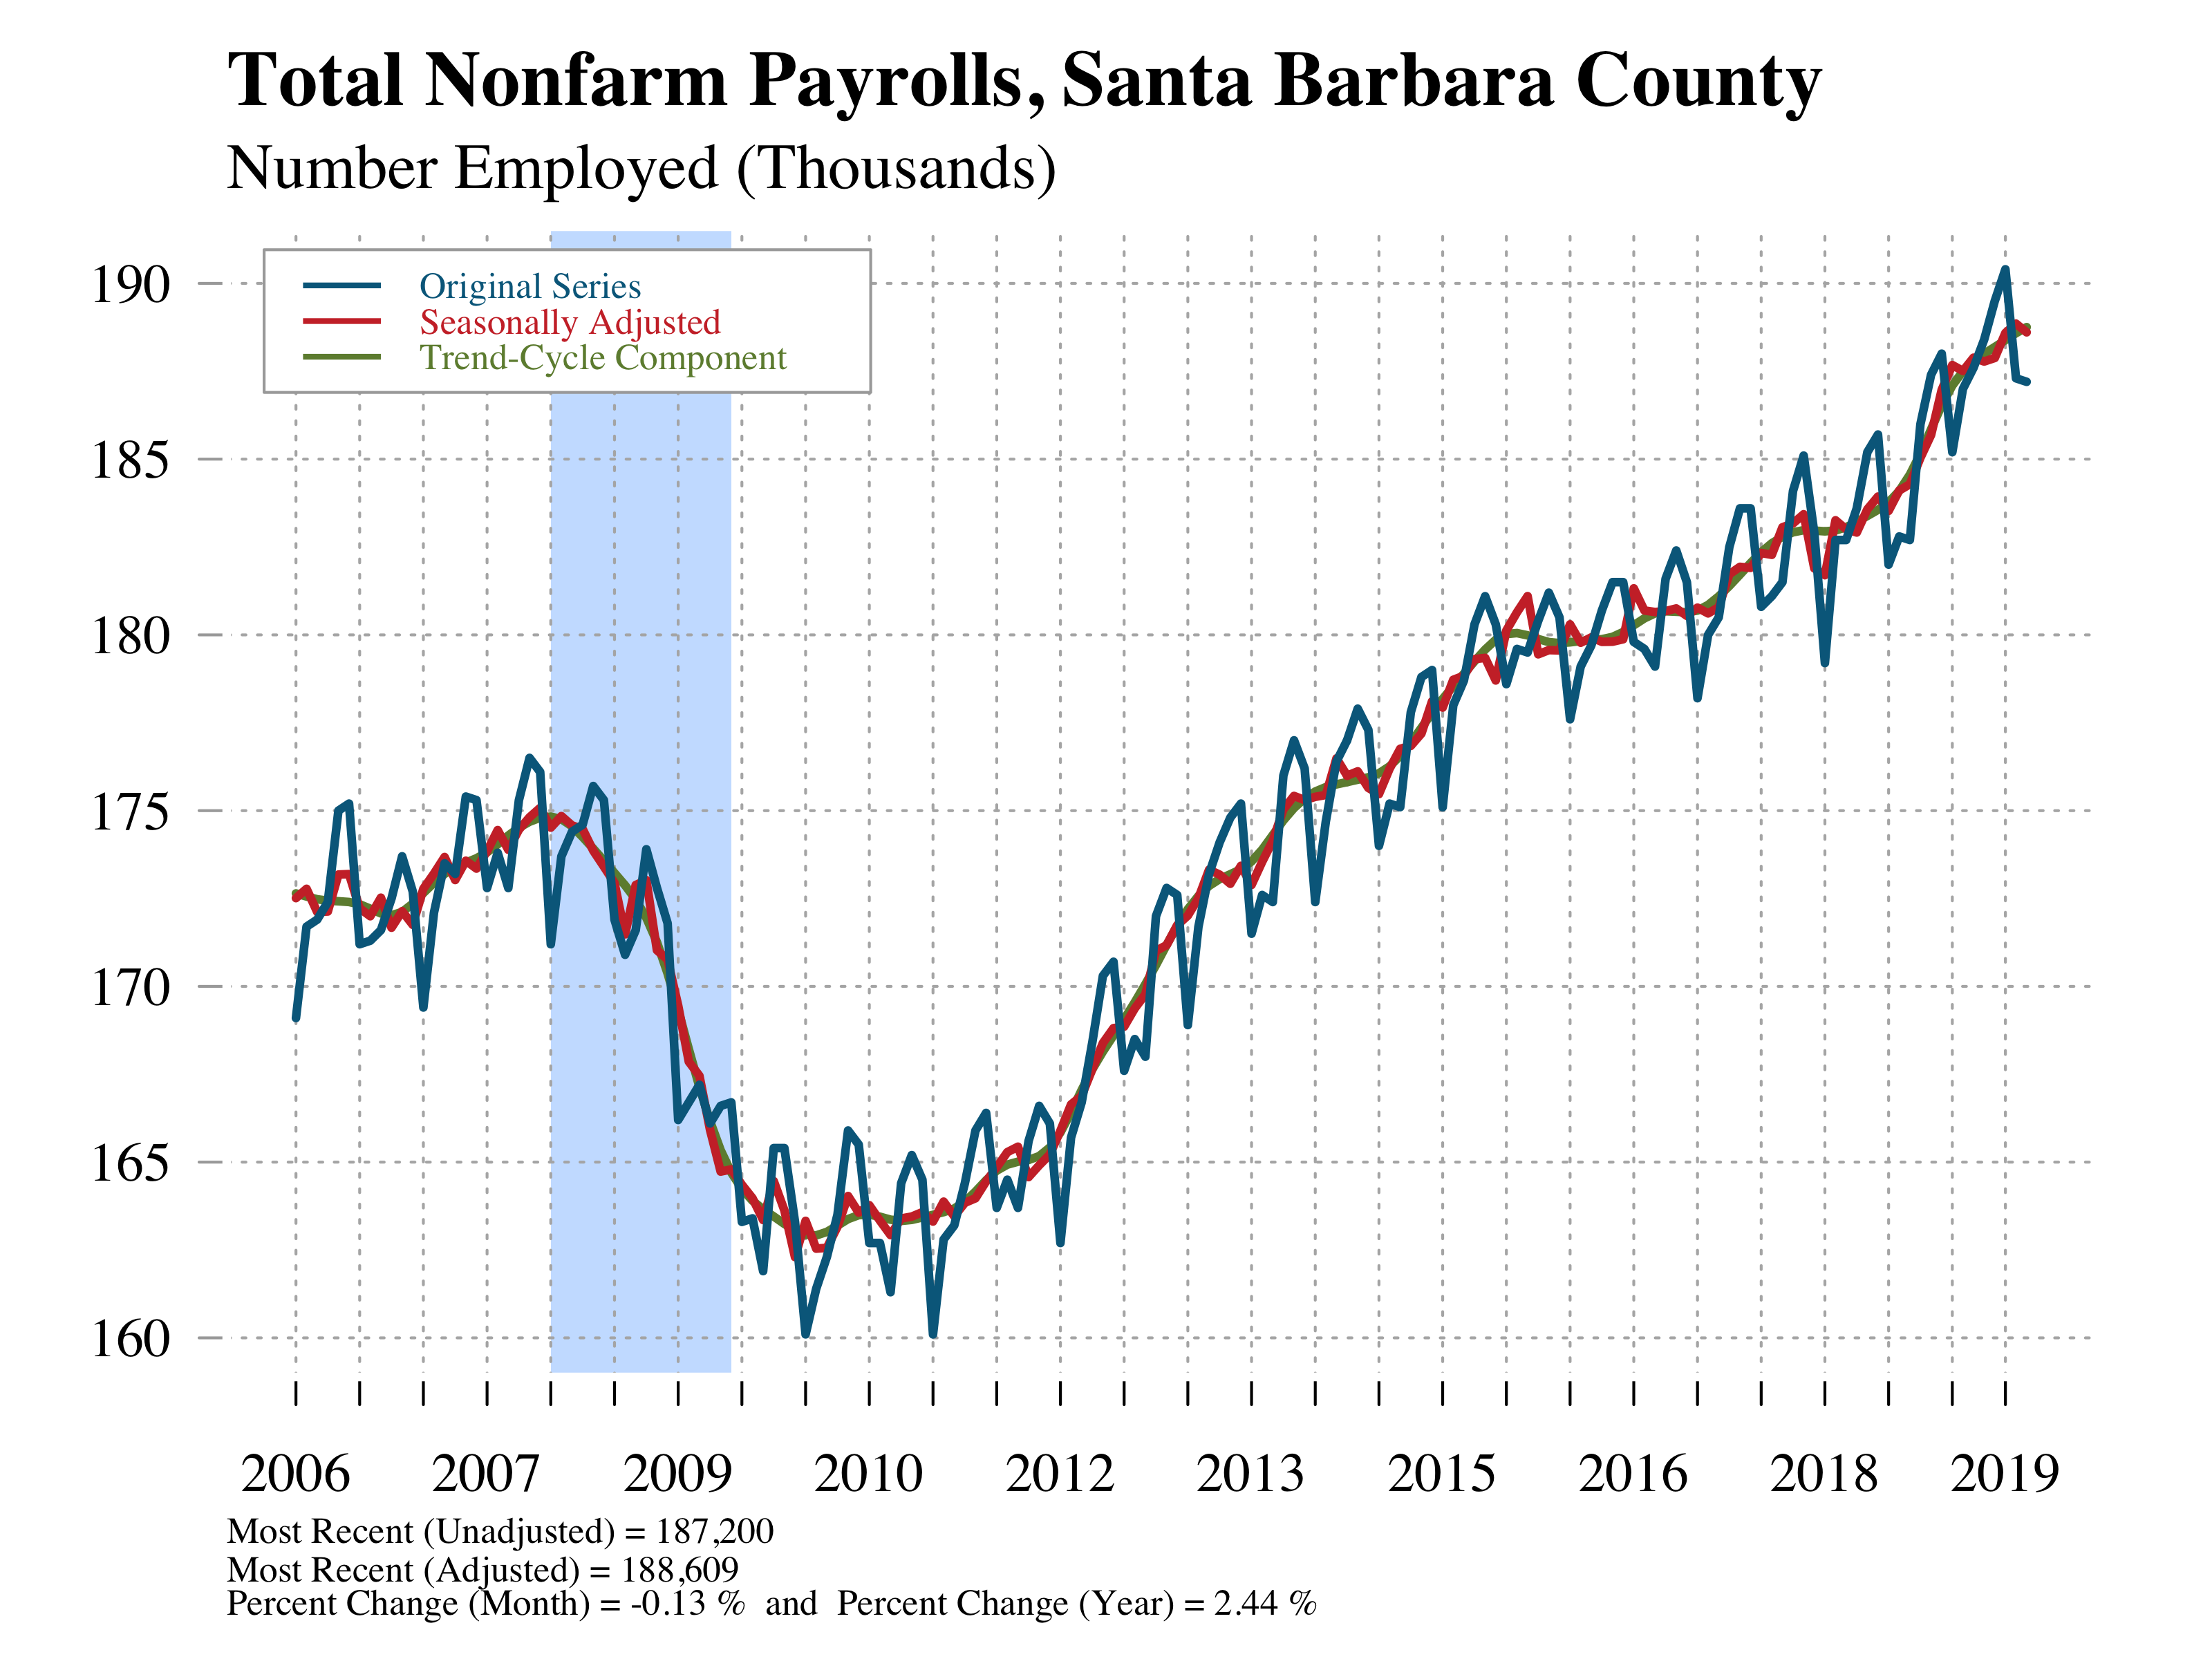 Total Nonfarm Payrolls, Santa Barbara County
Number Employed (Thousands)
Original Series
Seasonally Adjusted
Trend-Cycle Component
190
185
180
175
170
165
160
2006 2007 2009 2010 2012 2013 2015 2016 2018 2019
Most Recent (Unadjusted) = 187,200
Most Recent (Adjusted) = 188,609
Percent Change (Month) = -0.13 % and Percent Change (Year) = 2.44 %